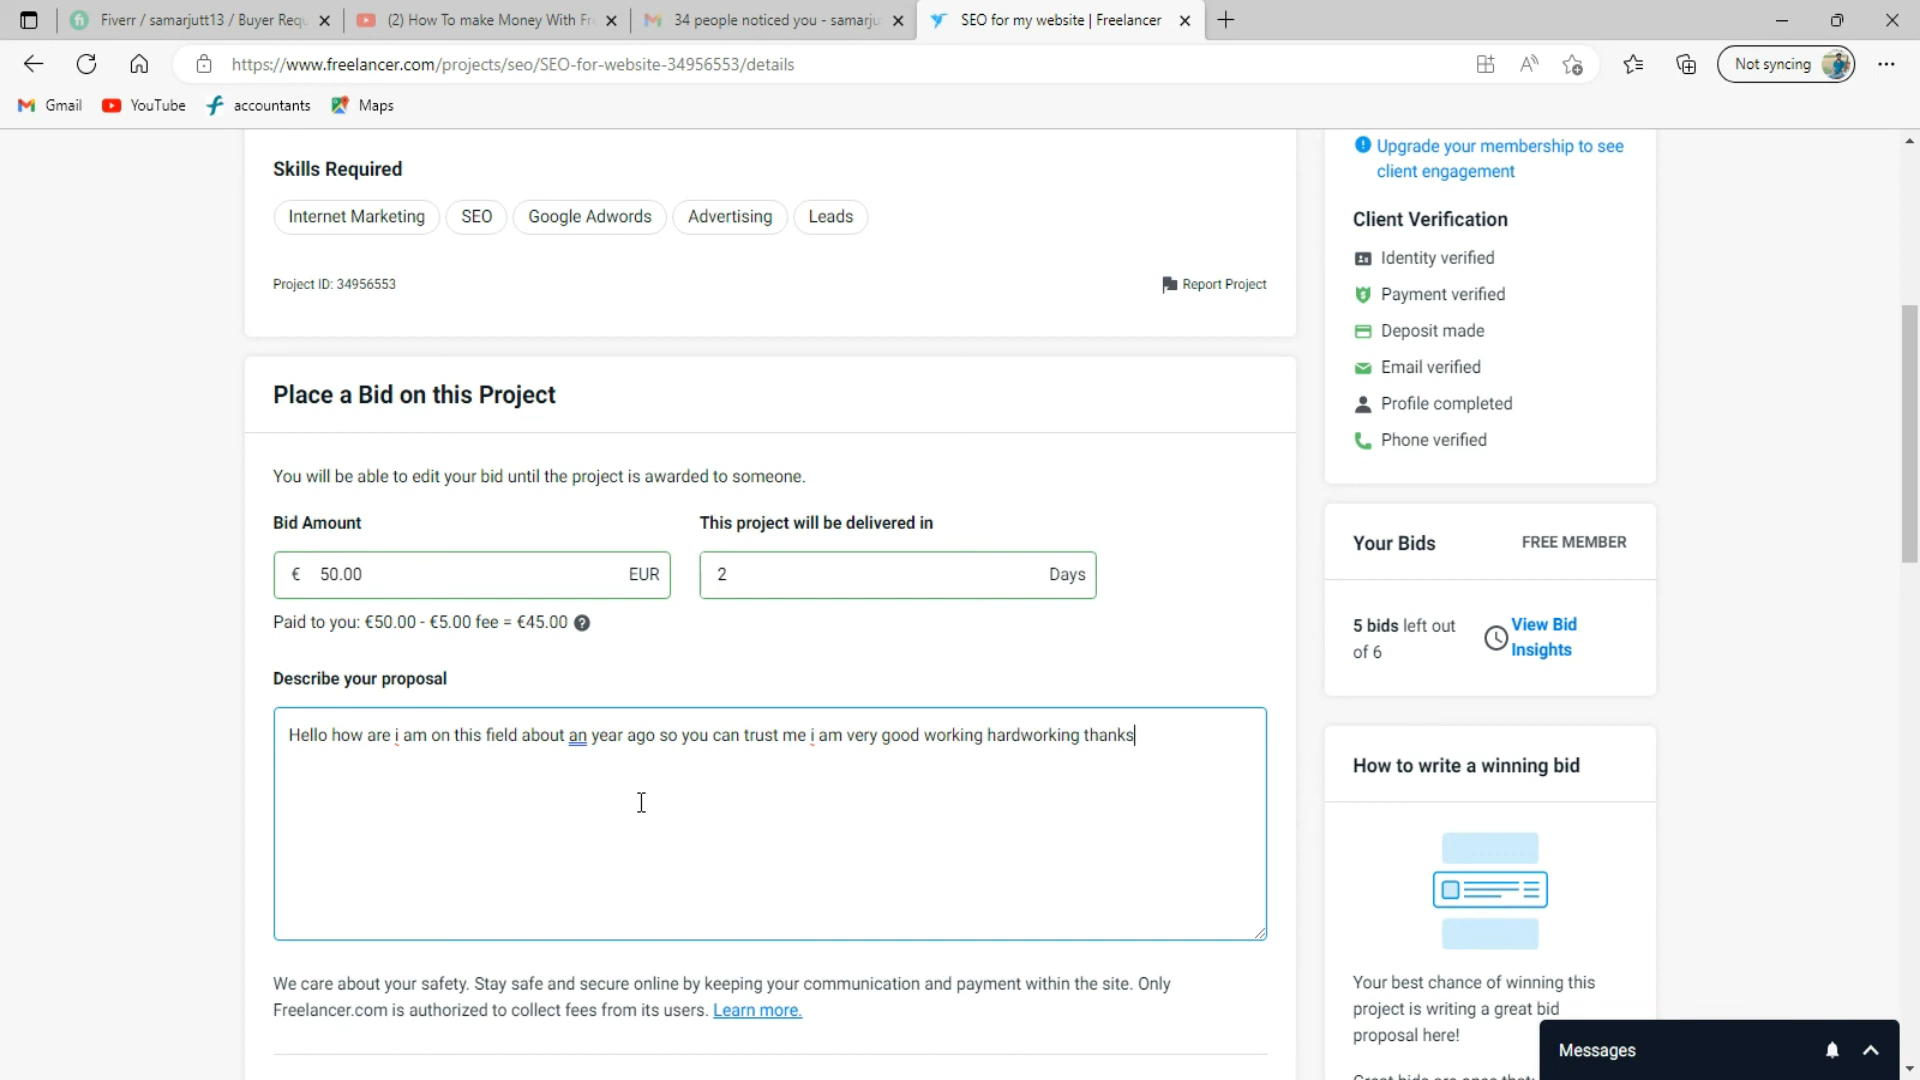 Fiverr / samarjutt13 / Buyer Requ
(2) How To make Money With Fr
34 people noticed you - samarju
SEO for my website | Freelancer
https://www.freelancer.com/projects/seo/SEO-for-website-34956553/details
Not syncing
Gmail
YouTube
accountants
Maps
Skills Required
Internet Marketing
SEO
Google Adwords
Advertising
Leads
Project ID: 34956553
Report Project
Place a Bid on this Project
You will be able to edit your bid until the project is awarded to someone.
Bid Amount
This project will be delivered in
€ 50.00 EUR
2 Days
Paid to you: €50.00 - €5.00 fee = €45.00
Describe your proposal
Hello how are i am on this field about an year ago so you can trust me i am very good working hardworking thanks
We care about your safety. Stay safe and secure online by keeping your communication and payment within the site. Only
Freelancer.com is authorized to collect fees from its users. Learn more.
Upgrade your membership to see
client engagement
Client Verification
Identity verified
Payment verified
Deposit made
Email verified
Profile completed
Phone verified
Your Bids
FREE MEMBER
5 bids left out
of 6
View Bid
Insights
How to write a winning bid
Your best chance of winning this
project is writing a great bid
proposal here!
Messages